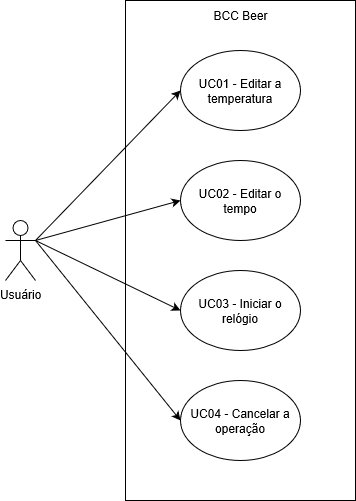 BCC Beer
UC01 - Editar a
temperatura
UC02 - Editar o
tempo
Usuário
UC03 - Iniciar o
relógio
UC04 - Cancelar a
operação